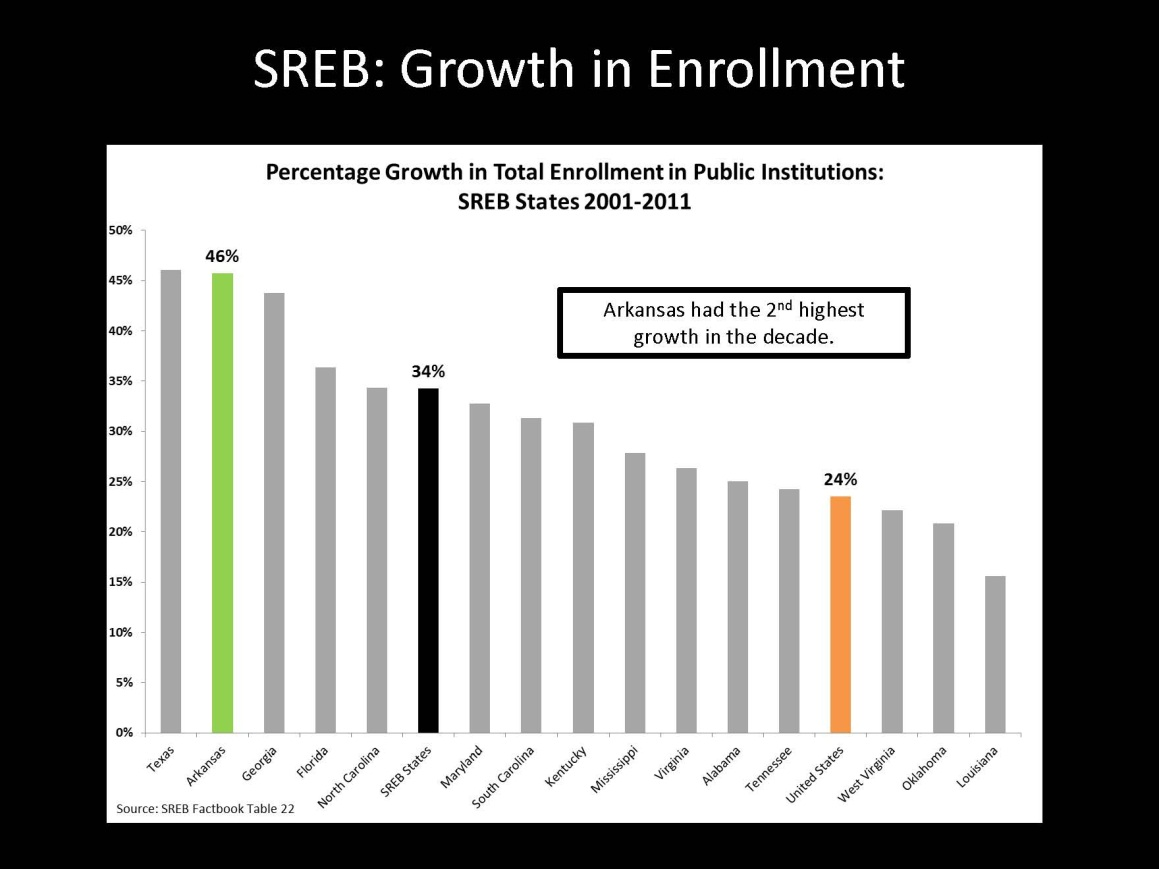 SREB: Growth in Enrollment
Percentage Growth in Total Enrollment in Public Institutions:
SREB States 2001-2011
50%
45%
40%
35%
30%
25%
20%
15%
10%
5%
0%
46%
34%
24%
Arkansas had the 2nd highest
growth in the decade.
Texas
Arkansas
Georgia
Florida
North Carolina
SREB States
Maryland
South Carolina
Kentucky
Mississippi
Virginia
Alabama
Tennessee
United States
West Virginia
Oklahoma
Louisiana
Source: SREB Factbook Table 22